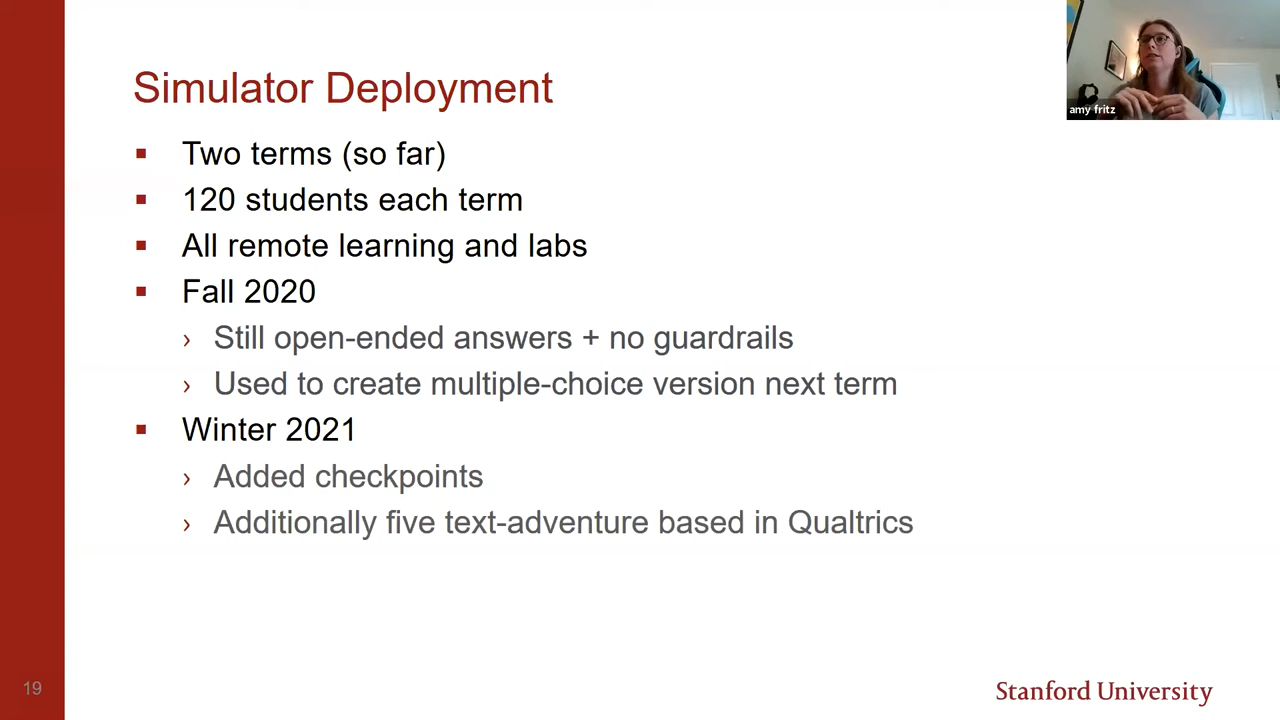 amy fritz
Simulator Deployment
Two terms (so far)
120 students each term
All remote learning and labs
Fall 2020
Still open-ended answers + no guardrails
Used to create multiple-choice version next term
Winter 2021
Added checkpoints
Additionally five text-adventure based in Qualtrics
19
Stanford University